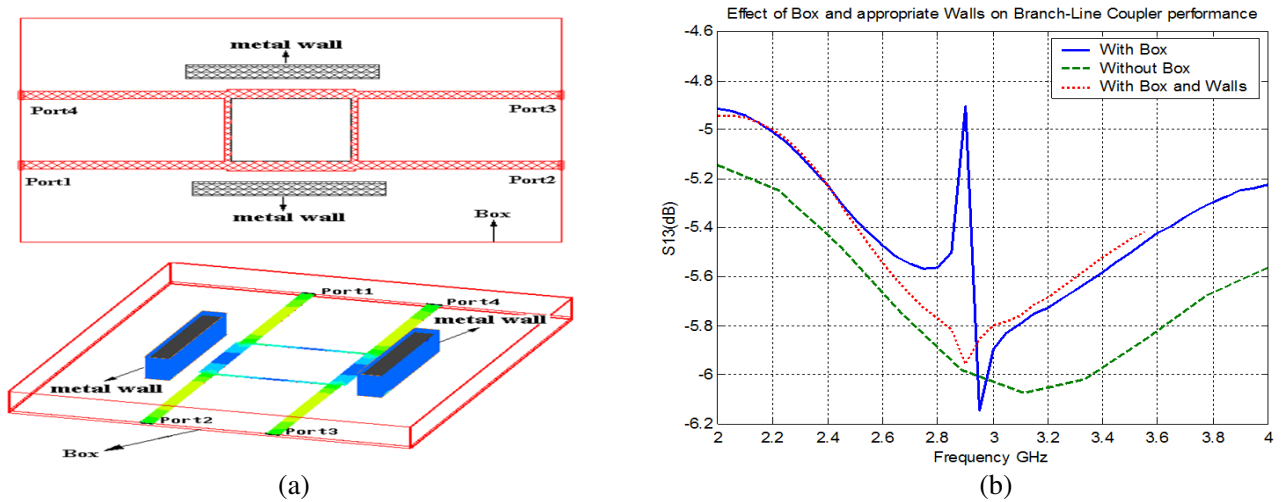 metal wall
Port4
Port3
Port1
Port2
metal wall
Box
Port1
Port4
metal wall
metal wall
Port2
Port3
Box
(a)
Effect of Box and appropriate Walls on Branch-Line Coupler performance
With Box
Without Box
With Box and Walls
S13(dB)
-4.6
-4.8
-5
-5.2
-5.4
-5.6
-5.8
-6
-6.2
2 2.2 2.4 2.6 2.8 3 3.2 3.4 3.6 3.8 4
Frequency GHz
(b)